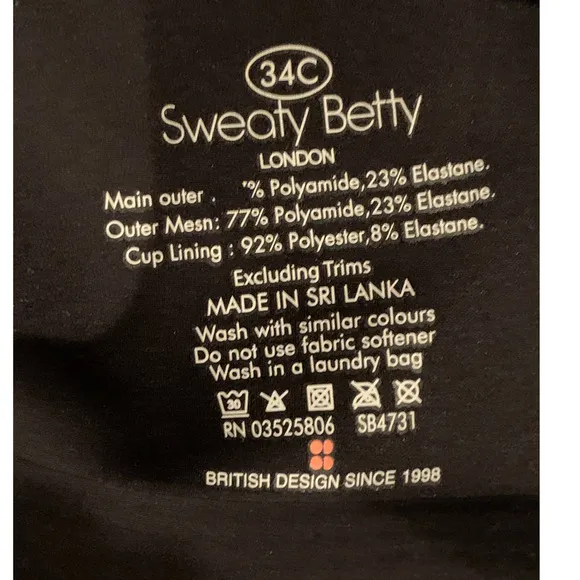 34C
Sweaty Betty
LONDON
Main outer . % Polyamide,23% Elastane.
Outer Mesh: 77% Polyamide,23% Elastane.
Cup Lining : 92% Polyester,8% Elastane.
Excluding Trims
MADE IN SRI LANKA
Wash with similar colours
Do not use fabric softener
Wash in a laundry bag
30
RN 03525806 SB4731
BRITISH DESIGN SINCE 1998